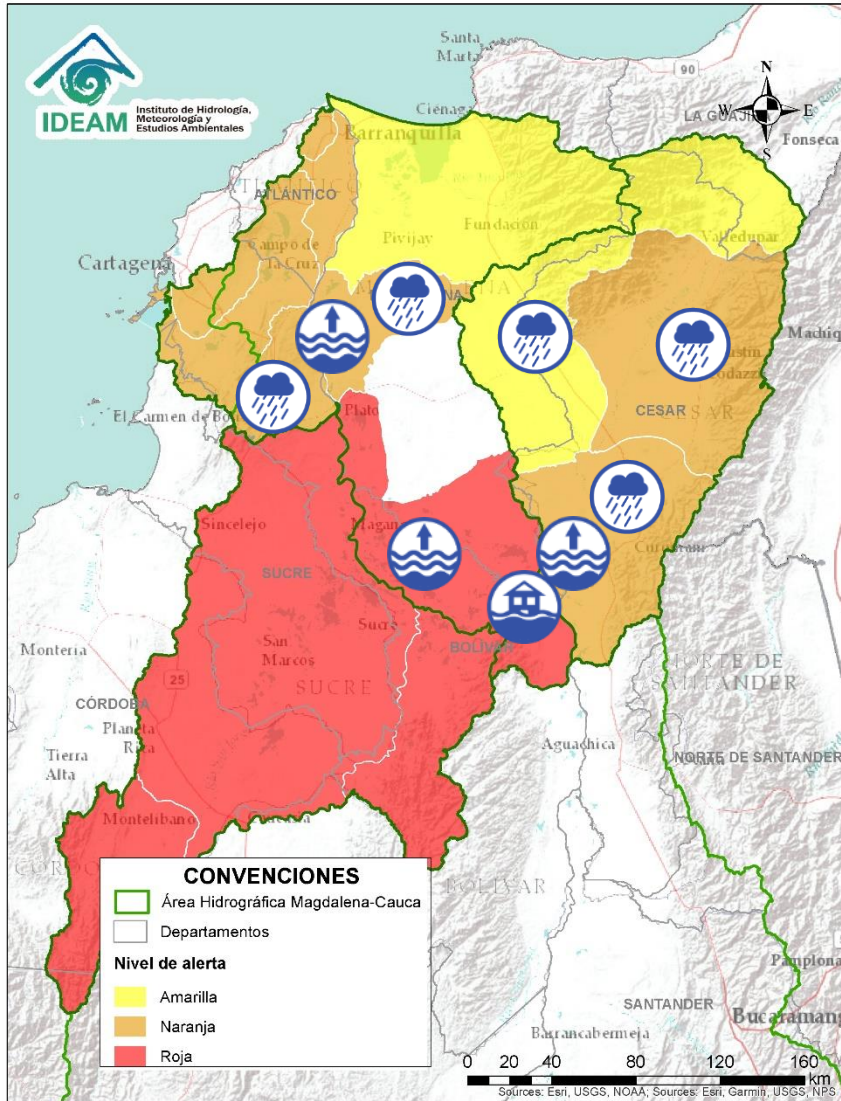 IDEAM
Instituto de Hidrología,
Meteorología y
Estudios Ambientales
Santa
Marta
90
N
W
E
S
LA GUAJI
Fonseca
Ciénaga
Barranquilla
ATLÁNTICO
Campo de
la Cruz
Cartagena
Pivijay
Fundación
Valledupar
NA
Machiq
CESAR
El Carmen de Bo
Plato
Sincelejo
Magan
SUCRE
Sucre
San
Marcos
SUCRE
BOLÍVAR
Montería
25
CÓRDOBA
Planeta
Rica
Tierra
Alta
Montelibano
Aguachica
NORTE DE
SANTANDER
NORTE DE SANTANDER
BOLÍVAR
CONVENCIONES
Área Hidrográfica Magdalena-Cauca
Departamentos
Nivel de alerta
Amarilla
Naranja
Roja
Pamplona
SANTANDER
Bucaramang
Barrancabermeja
0 20 40 80 120 160
km
Sources: Esri, USGS, NOAA; Sources: Esri, Garmin, USGS, NPS